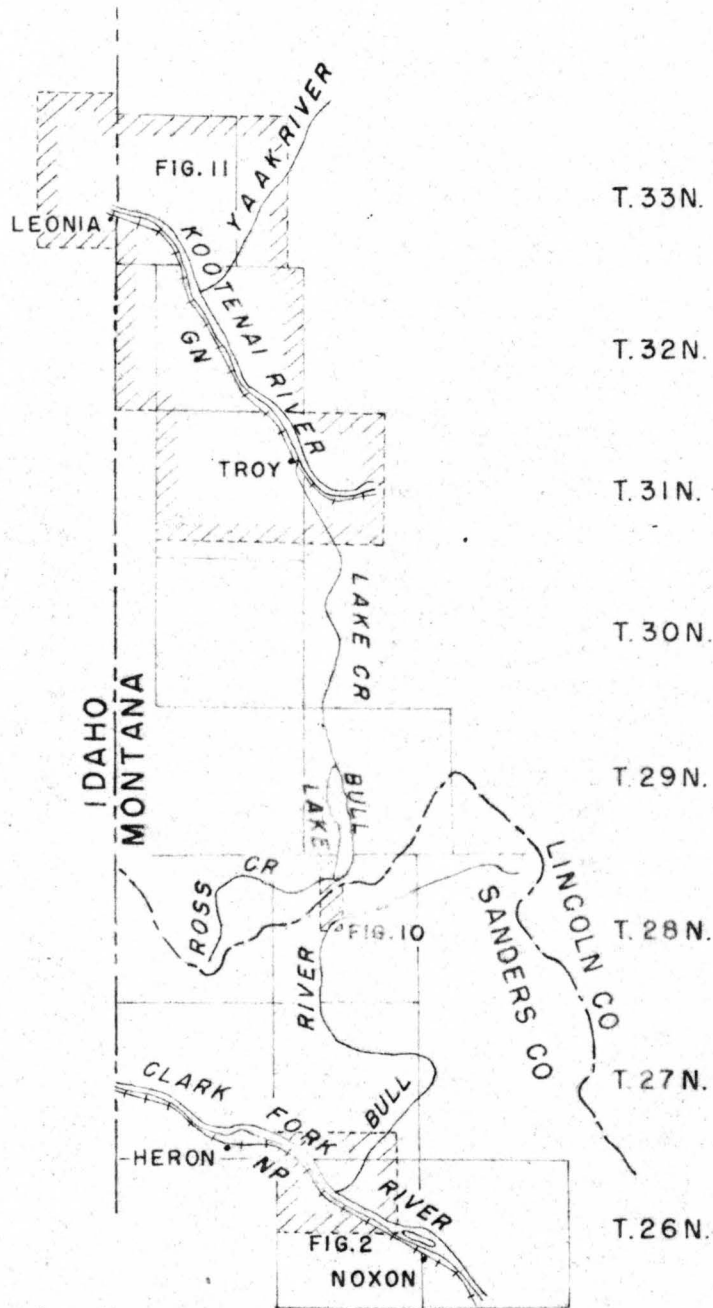 YAAK RIVER
FIG. 11
T. 33N.
LEONIA
KOOTENAI RIVER
GN
T. 32N.
TROY
T. 31N.
LAKE CR
T. 30N.
IDAHO
MONTANA
BULL
LAKE
T. 29N.
ROSS CR
LINCOLN CO
SANDERS CO
FIG. 10
T. 28N.
RIVER
BULL
T. 27N.
CLARK FORK RIVER
HERON
NP
T. 26N.
FIG. 2
NOXON